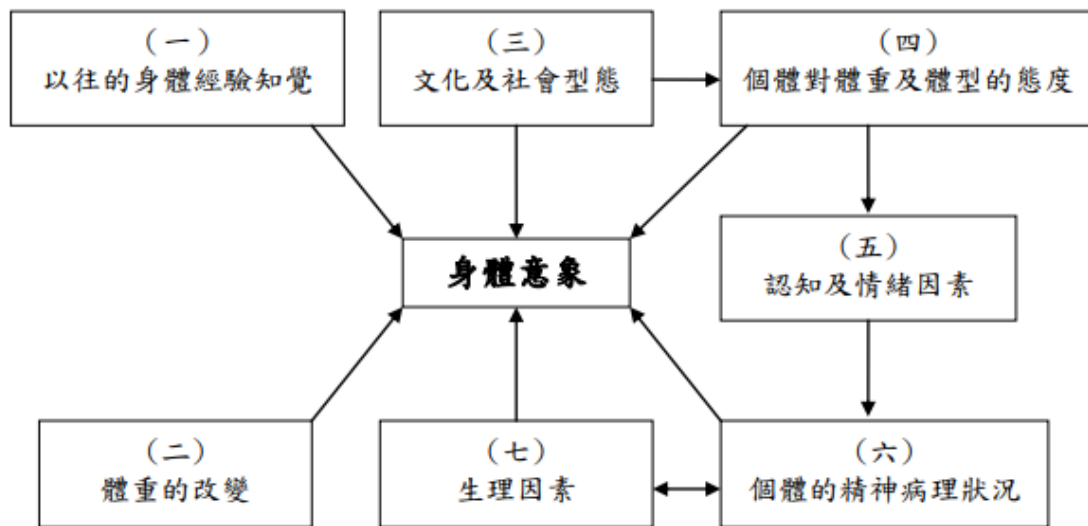 （一）
以往的身體經驗知覺
（三）
文化及社會型態
（四）
個體對體重及體型的態度
身體意象
（五）
認知及情緒因素
（二）
體重的改變
（七）
生理因素
（六）
個體的精神病理狀況